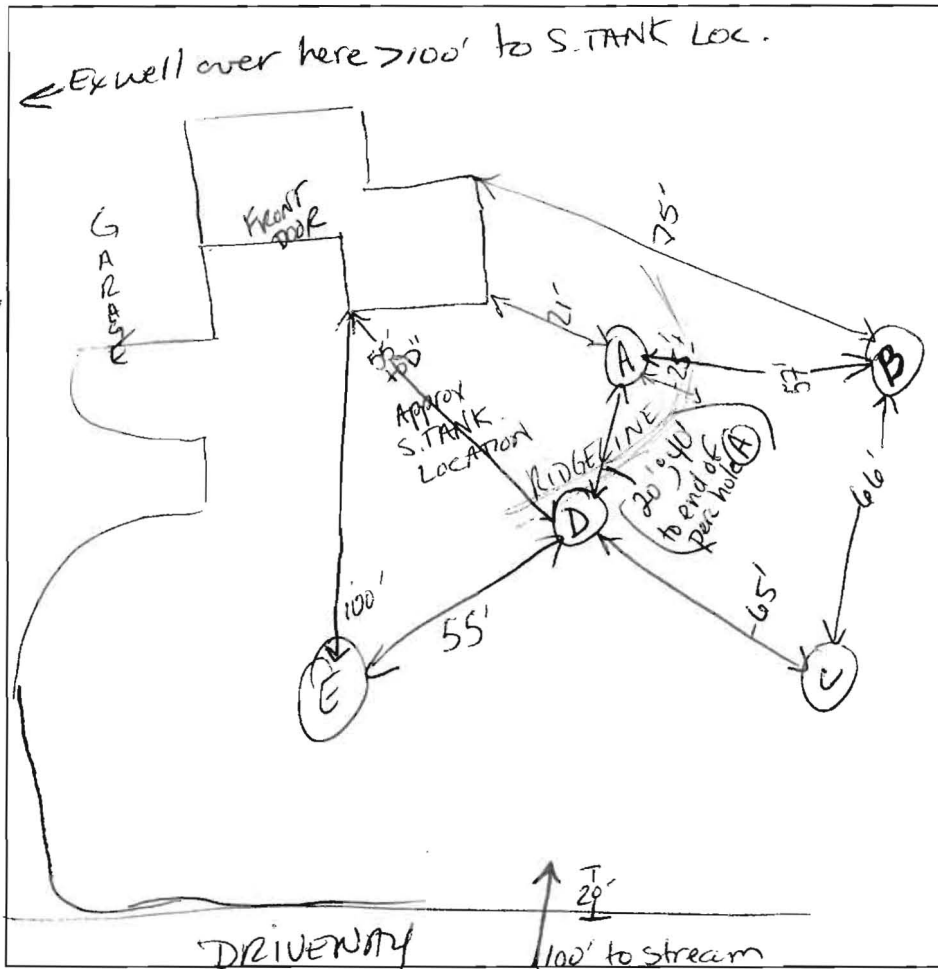 ← Ex well over here >100' to S. TANK LOC.
GARAGE
FRONT
DOOR
75'
21'
A
25'
57'
B
55'
Approx
S. TANK
LOCATION
RIDGELINE
20'; 40'
to end of
perc hole A
D
66'
100'
55'
65'
E
C
20'
DRIVEWAY
100' to stream